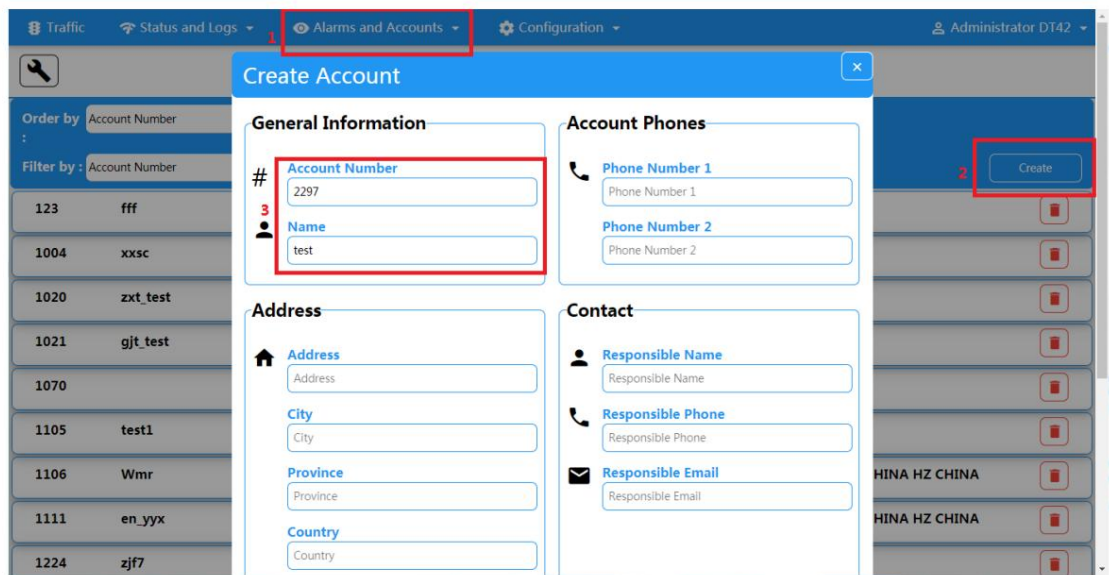 Traffic Status and Logs Alarms and Accounts Configuration Administrator DT42
1
Create Account ×
Order by
:
Account Number
Filter by : Account Number
2 Create
General Information
# Account Number
2297
3
Name
test
Account Phones
Phone Number 1
Phone Number 1
Phone Number 2
Phone Number 2
Address
Address
Address
City
City
Province
Province
Country
Country
Contact
Responsible Name
Responsible Name
Responsible Phone
Responsible Phone
Responsible Email
Responsible Email
123 fff
1004 xxsc
1020 zxt_test
1021 gjt_test
1070
1105 test1
1106 Wmr HINA HZ CHINA
1111 en_yyx HINA HZ CHINA
1224 zjf7